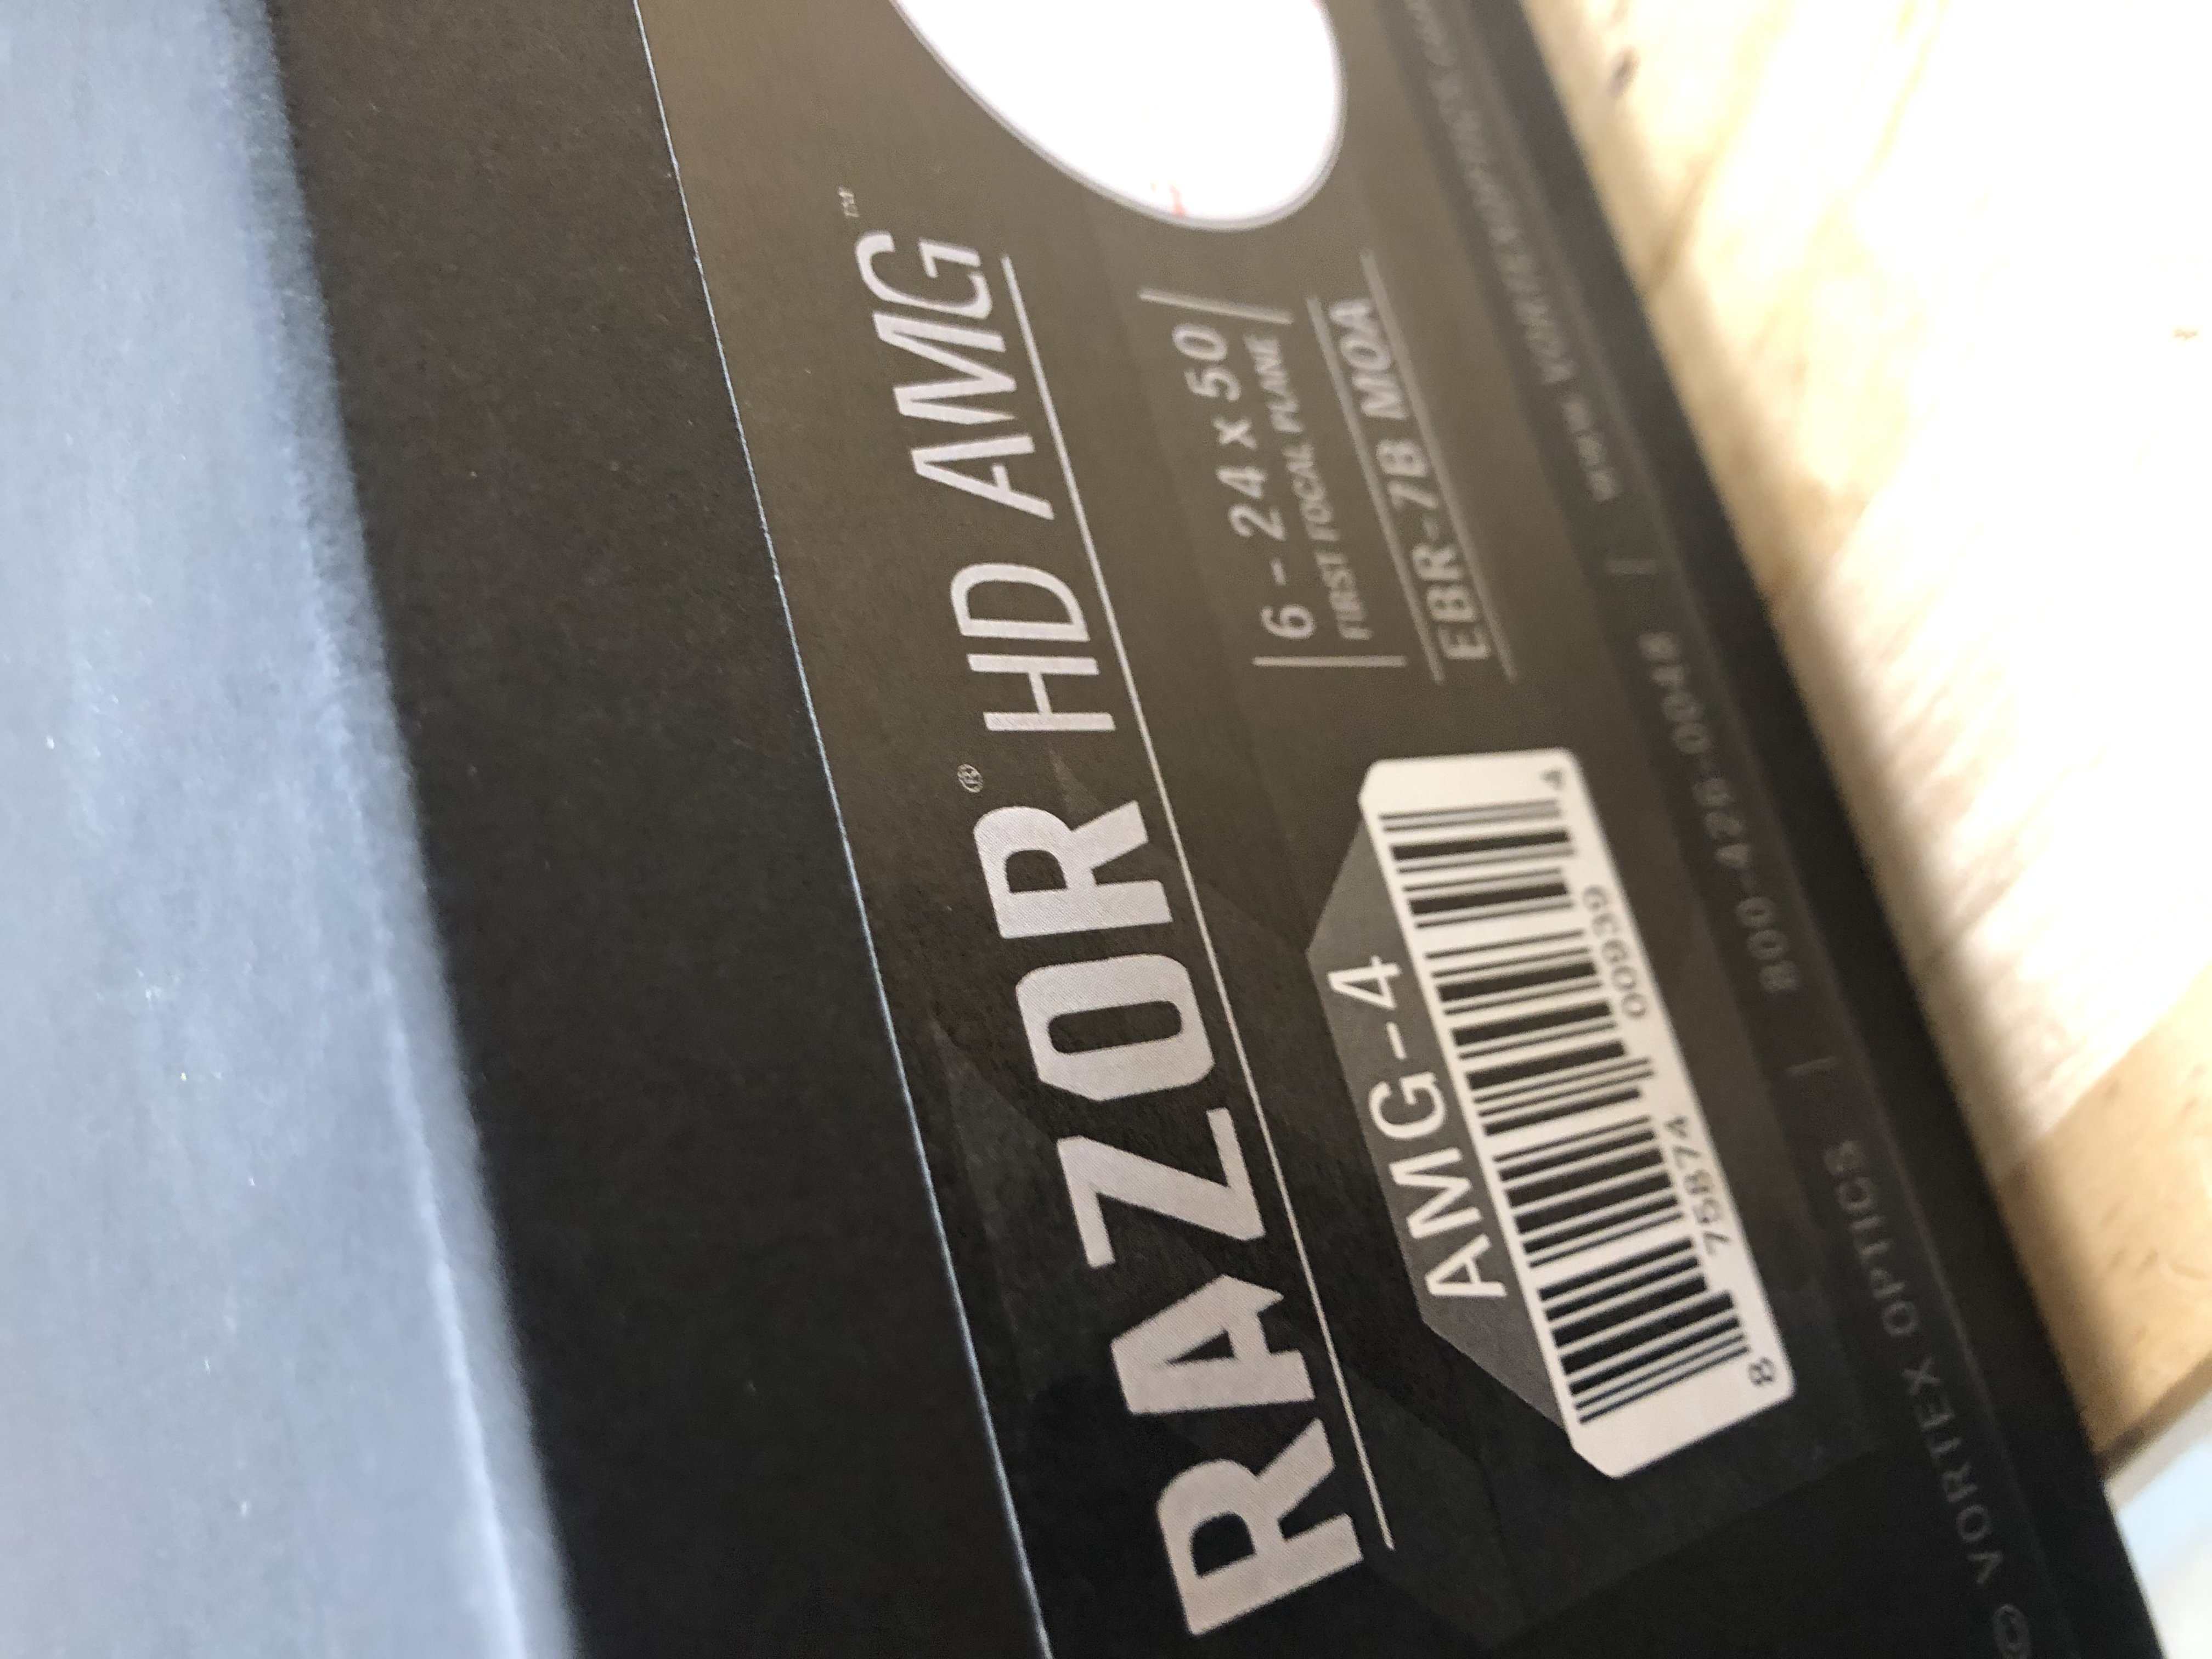 RAZOR® HD AMG™
6 - 24 x 50
FIRST FOCAL PLANE
EBR-7B MOA
AMG-4
8 75874 00939 4
© VORTEX OPTICS | 800-426-0048 |